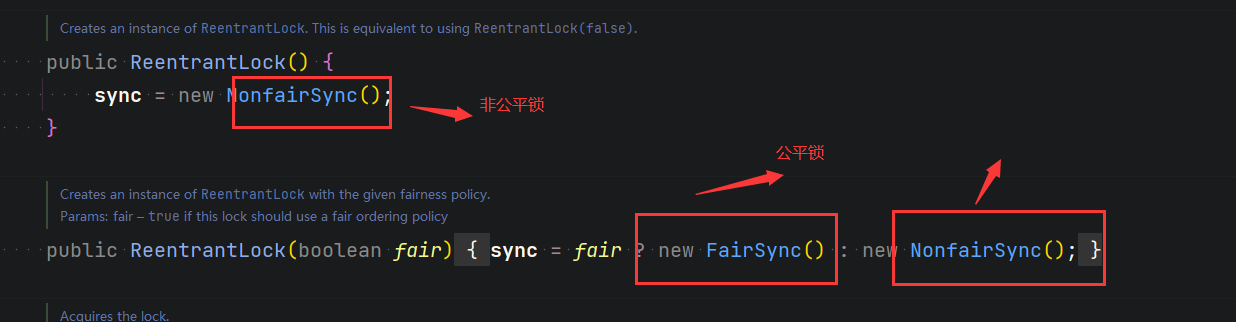 Creates an instance of ReentrantLock. This is equivalent to using ReentrantLock(false).
public ReentrantLock() {
sync = new NonfairSync();
非公平锁
}
公平锁
Creates an instance of ReentrantLock with the given fairness policy.
Params: fair – true if this lock should use a fair ordering policy
public ReentrantLock(boolean fair) { sync = fair ? new FairSync() : new NonfairSync(); }
Acquires the lock.